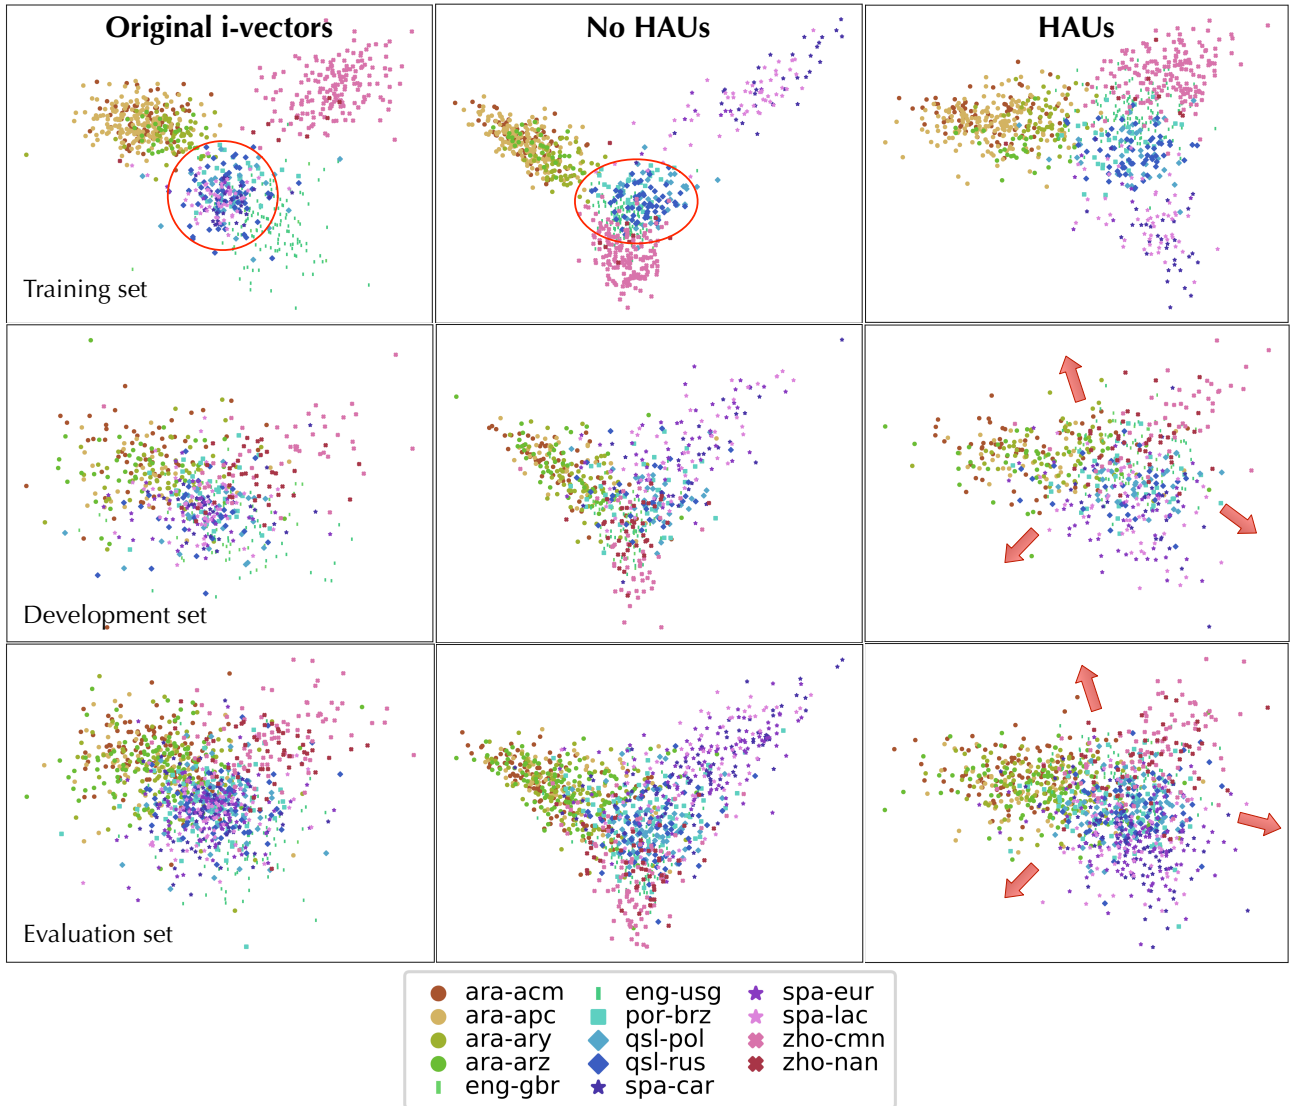 Original i-vectors
No HAUs
HAUs
Training set
Development set
Evaluation set
ara-acm
ara-apc
ara-ary
ara-arz
eng-gbr
eng-usg
por-brz
qsl-pol
qsl-rus
spa-car
spa-eur
spa-lac
zho-cmn
zho-nan